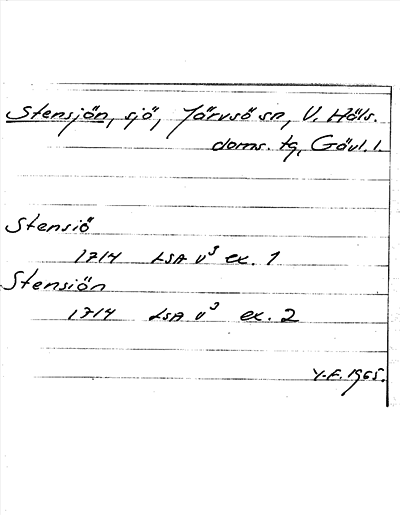 Stensjön, sjö, Järvsö sn, V. Häls.
doms. tg, Gävl. l.
Stensiö
1714 LSA V³ ex. 1
Stensiön
1714 LSA V³ ex. 2
Y.F. 1965.